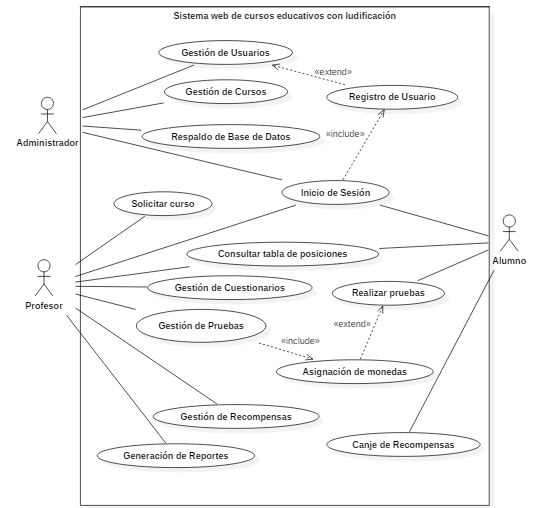 Sistema web de cursos educativos con ludificación
Gestión de Usuarios
«extend»
Gestión de Cursos
Registro de Usuario
Respaldo de Base de Datos
«include»
Administrador
Inicio de Sesión
Solicitar curso
Consultar tabla de posiciones
Alumno
Gestión de Cuestionarios
Realizar pruebas
Profesor
Gestión de Pruebas
«extend»
«include»
Asignación de monedas
Gestión de Recompensas
Canje de Recompensas
Generación de Reportes